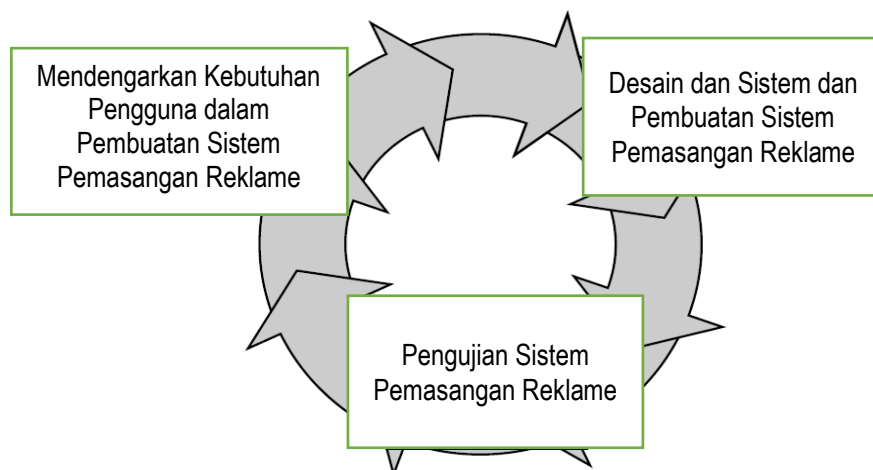 Mendengarkan Kebutuhan
Pengguna dalam
Pembuatan Sistem
Pemasangan Reklame
Desain dan Sistem dan
Pembuatan Sistem
Pemasangan Reklame
Pengujian Sistem
Pemasangan Reklame